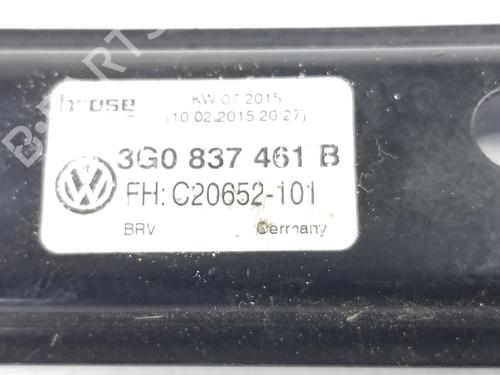 brose
KW 07 2015
(10.02.2015 20:27)
3G0 837 461 B
FH: C20652-101
BRV
Germany